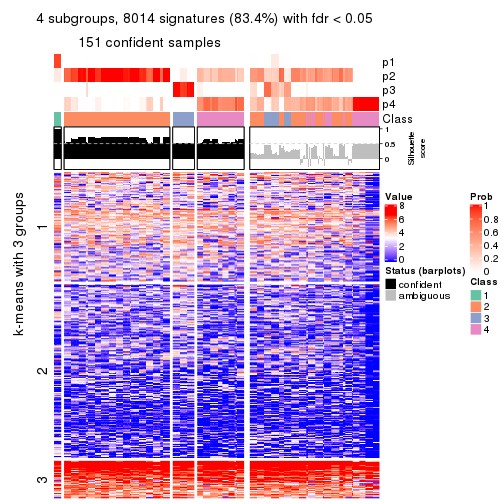 4 subgroups, 8014 signatures (83.4%) with fdr < 0.05
151 confident samples
p1
p2
p3
p4
Class
1
0.5
0
Silhouette
score
k-means with 3 groups
1
2
3
Value
8
6
4
2
0
Status (barplots)
confident
ambiguous
Prob
1
0.8
0.6
0.4
0.2
0
Class
1
2
3
4